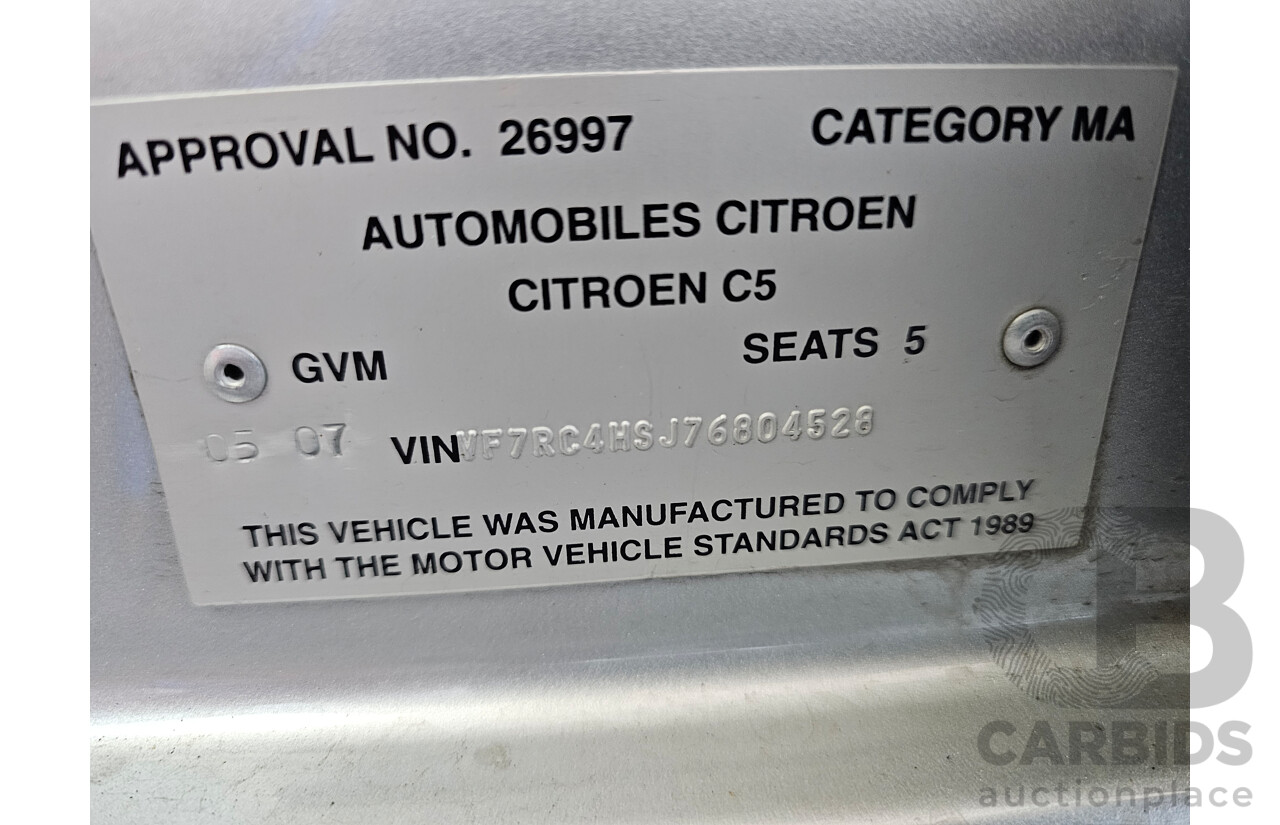 APPROVAL NO. 26997 CATEGORY MA
AUTOMOBILES CITROEN
CITROEN C5
GVM SEATS 5
05 07 VIN VF7RC4HSJ76804528
THIS VEHICLE WAS MANUFACTURED TO COMPLY
WITH THE MOTOR VEHICLE STANDARDS ACT 1989
CB
CARBIDS
auctionplace